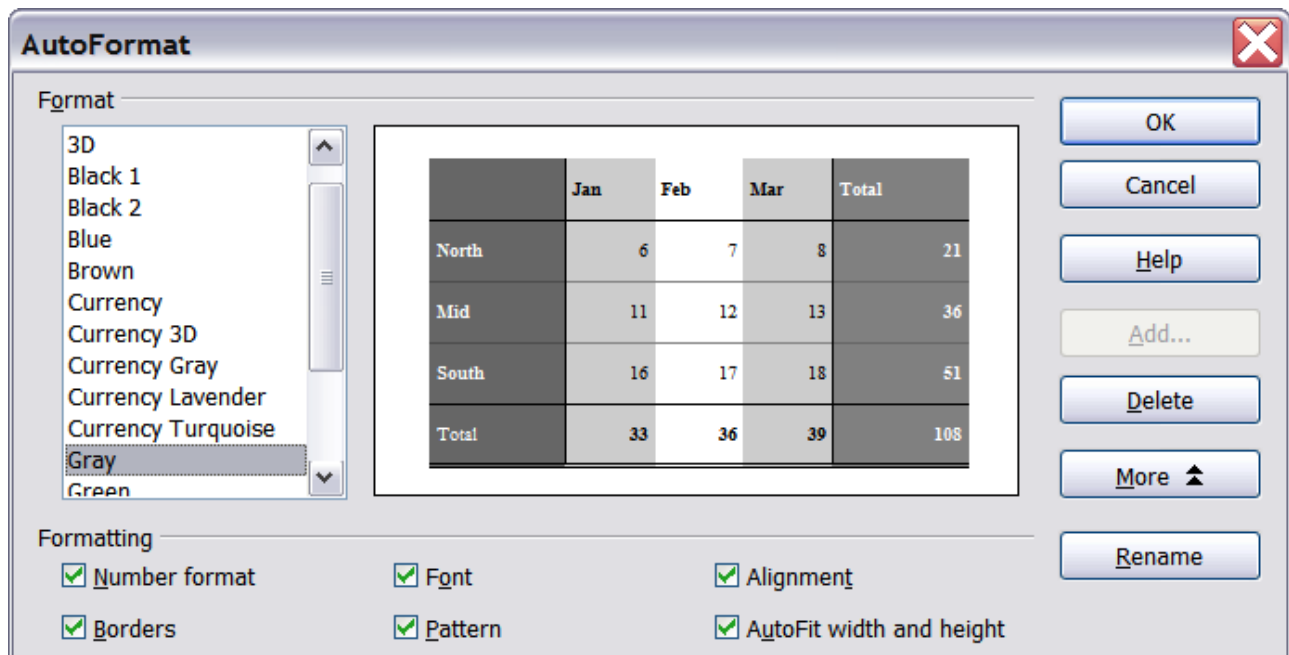 AutoFormat
Format
3D
Black 1
Black 2
Blue
Brown
Currency
Currency 3D
Currency Gray
Currency Lavender
Currency Turquoise
Gray
Green
Jan Feb Mar Total
North 6 7 8 21
Mid 11 12 13 36
South 16 17 18 51
Total 33 36 39 108
OK
Cancel
Help
Add...
Delete
More
Rename
Formatting
Number format Font Alignment
Borders Pattern AutoFit width and height